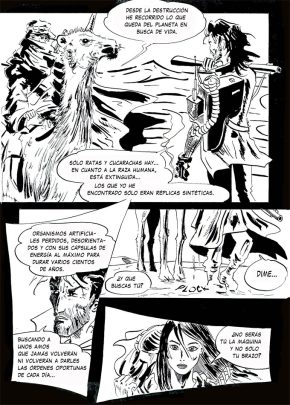 DESDE LA DESTRUCCIÓN
HE RECORRIDO LO QUE
QUEDA DEL PLANETA EN
BUSCA DE VIDA.
SÓLO RATAS Y CUCARACHAS HAY...
EN CUANTO A LA RAZA HUMANA,
ESTÁ EXTINGUIDA...
LOS QUE YO HE
ENCONTRADO SÓLO ERAN RÉPLICAS SINTÉTICAS.
ORGANISMOS ARTIFICIA-
LES PERDIDOS, DESORIENTA-
DOS Y CON SUS CÁPSULAS DE
ENERGÍA AL MÁXIMO PARA
DURAR VARIOS CIENTOS
DE AÑOS.
BUSCANDO A
UNOS AMOS
QUE JAMÁS VOLVERÁN
NI VOLVERÁN A DARLES
LAS ÓRDENES OPORTUNAS
DE CADA DÍA...
¿Y QUÉ
BUSCAS TÚ?
DIME...
¿NO SERÁS
TÚ LA MÁQUINA
Y NO SÓLO
TU BRAZO?